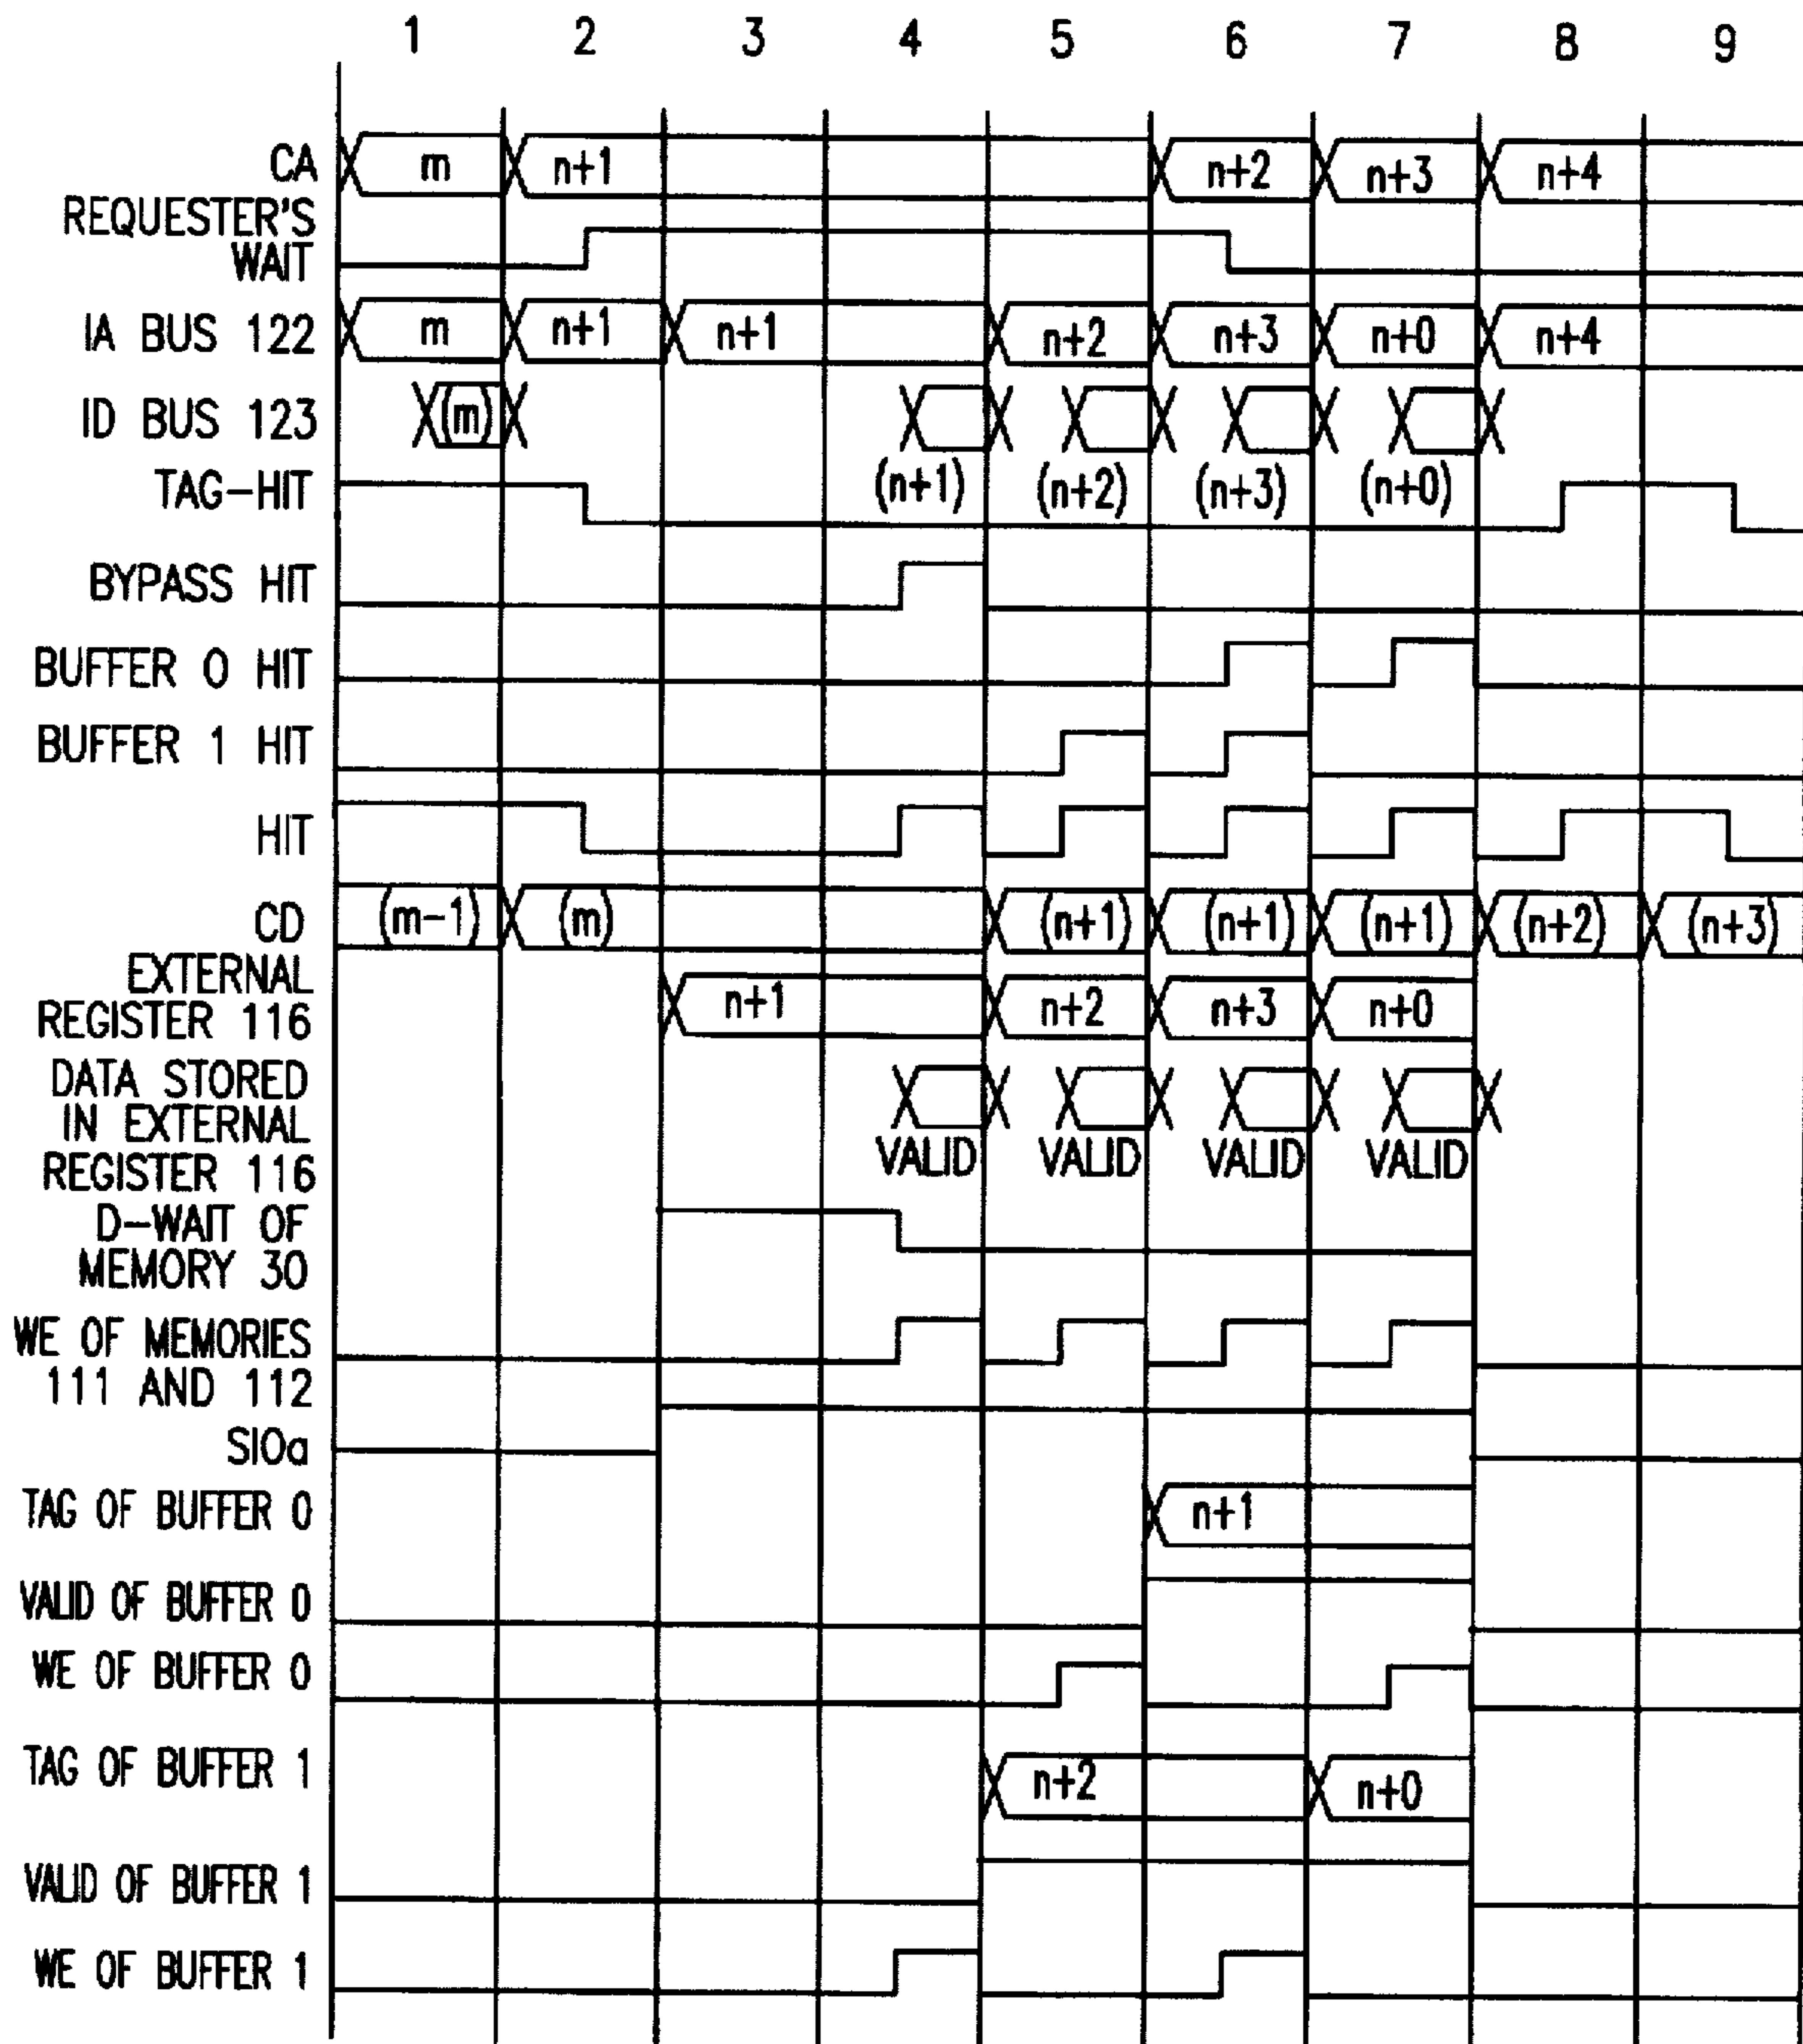 1 2 3 4 5 6 7 8 9
CA m n+1 n+2 n+3 n+4
REQUESTER'S
WAIT
IA BUS 122 m n+1 n+1 n+2 n+3 n+0 n+4
ID BUS 123 (m)
(n+1) (n+2) (n+3) (n+0)
TAG-HIT
BYPASS HIT
BUFFER 0 HIT
BUFFER 1 HIT
HIT
CD (m-1) (m) (n+1) (n+1) (n+1) (n+2) (n+3)
EXTERNAL
REGISTER 116 n+1 n+2 n+3 n+0
DATA STORED
IN EXTERNAL
REGISTER 116 VALID VALID VALID VALID
D-WAIT OF
MEMORY 30
WE OF MEMORIES
111 AND 112
SIOa
TAG OF BUFFER 0 n+1
VALID OF BUFFER 0
WE OF BUFFER 0
TAG OF BUFFER 1 n+2 n+0
VALID OF BUFFER 1
WE OF BUFFER 1